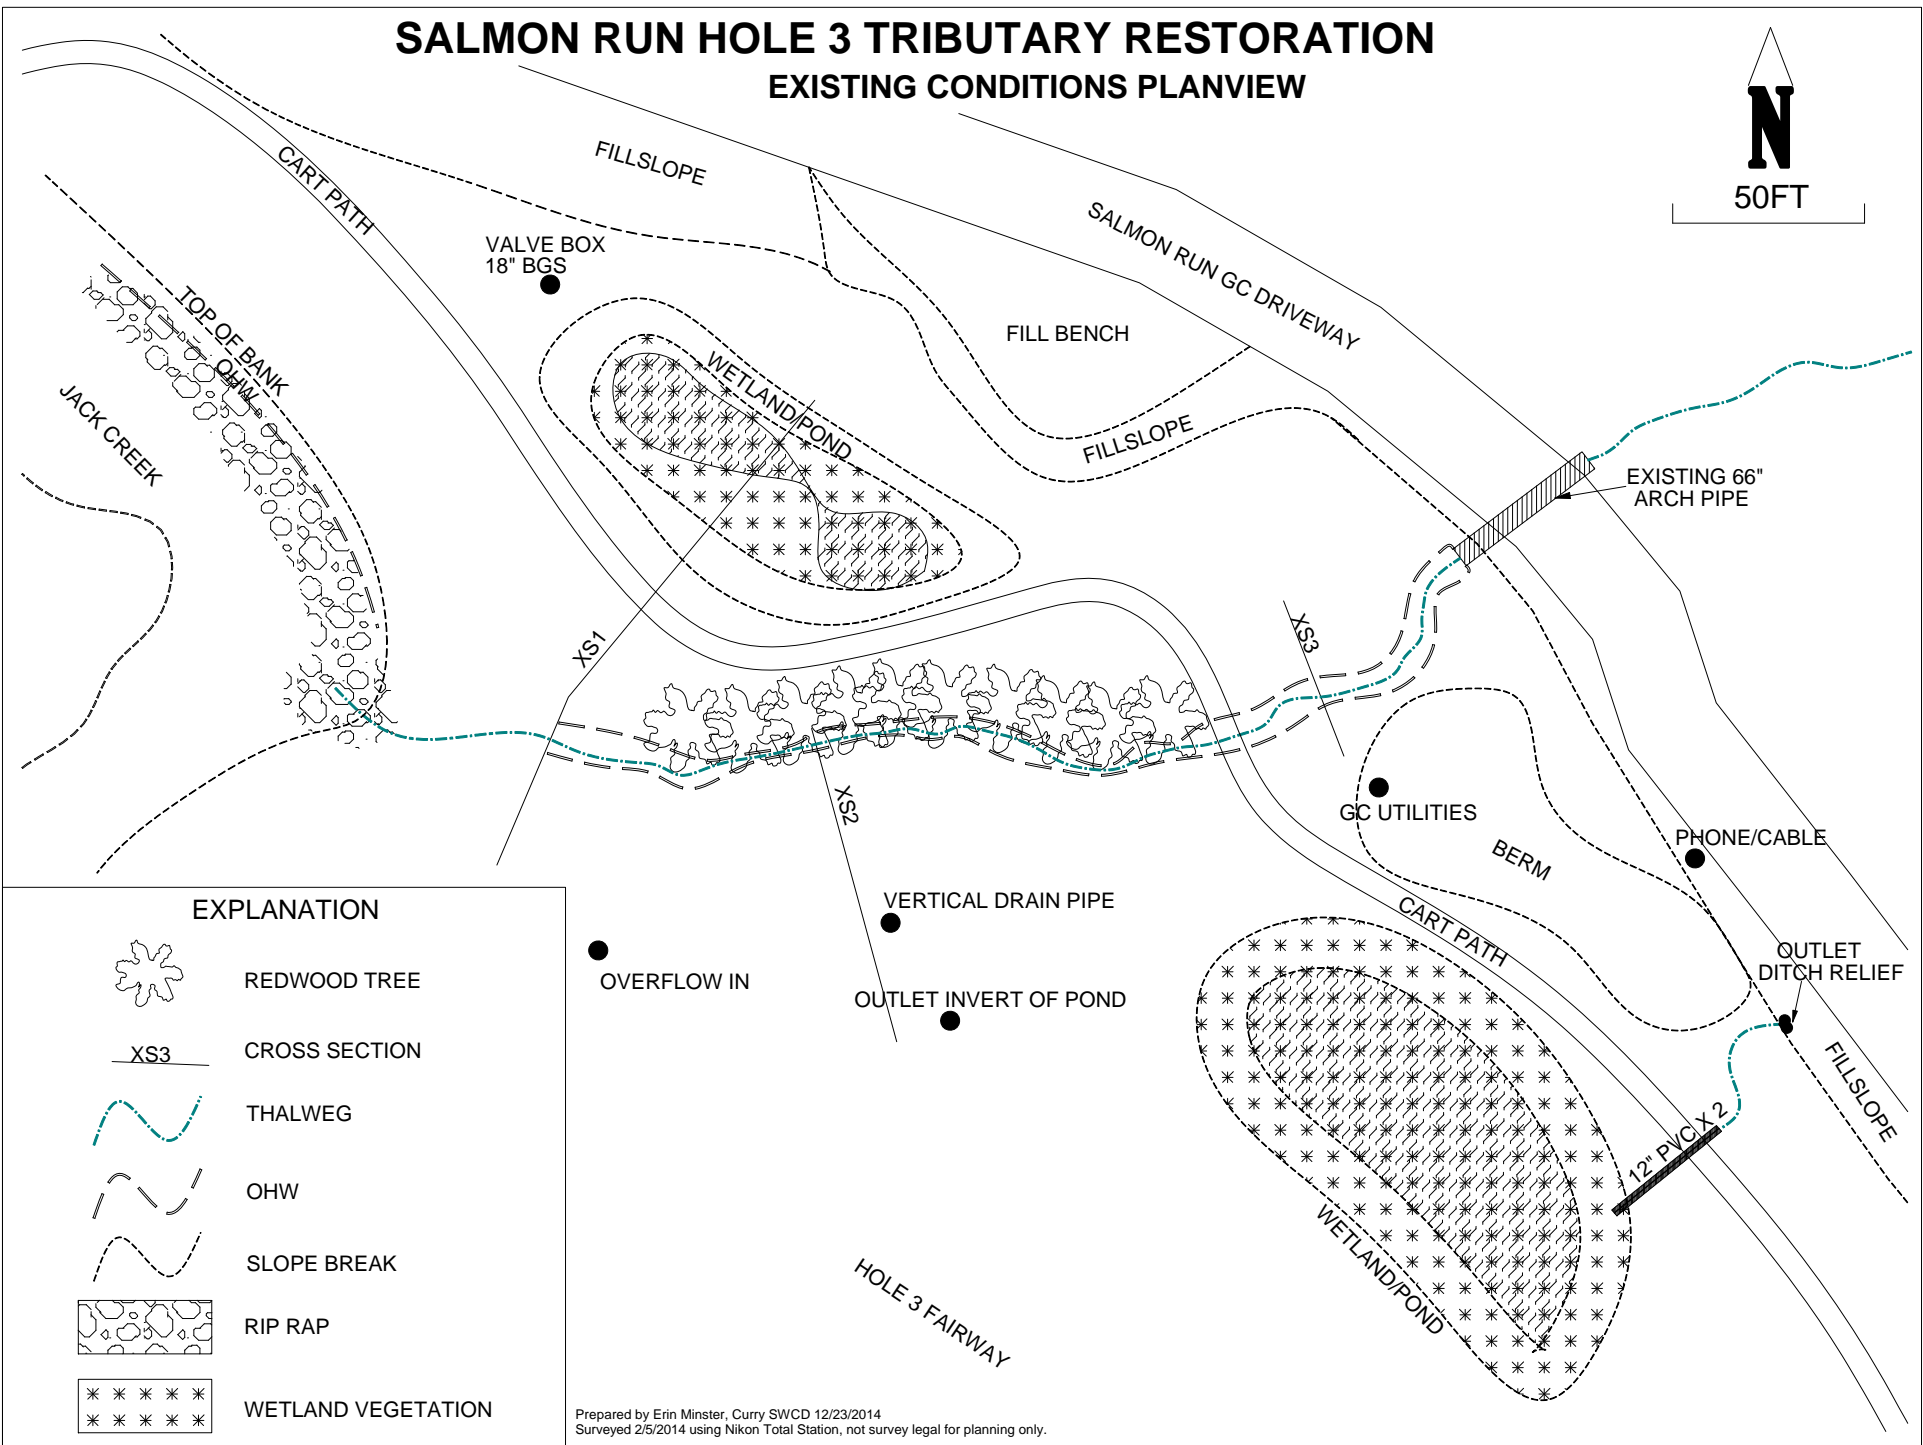 SALMON RUN HOLE 3 TRIBUTARY RESTORATION
EXISTING CONDITIONS PLANVIEW
N
50FT
FILLSLOPE
CART PATH
VALVE BOX
18" BGS
SALMON RUN GC DRIVEWAY
TOP OF BANK
OHW
JACK CREEK
FILL BENCH
WETLAND/POND
FILLSLOPE
EXISTING 66"
ARCH PIPE
XS1
XS3
XS2
GC UTILITIES
PHONE/CABLE
BERM
VERTICAL DRAIN PIPE
CART PATH
OVERFLOW IN
OUTLET INVERT OF POND
OUTLET
DITCH RELIEF
FILLSLOPE
12" PVC X 2
WETLAND/POND
HOLE 3 FAIRWAY
EXPLANATION
REDWOOD TREE
XS3
CROSS SECTION
THALWEG
OHW
SLOPE BREAK
RIP RAP
WETLAND VEGETATION
Prepared by Erin Minster, Curry SWCD 12/23/2014
Surveyed 2/5/2014 using Nikon Total Station, not survey legal for planning only.